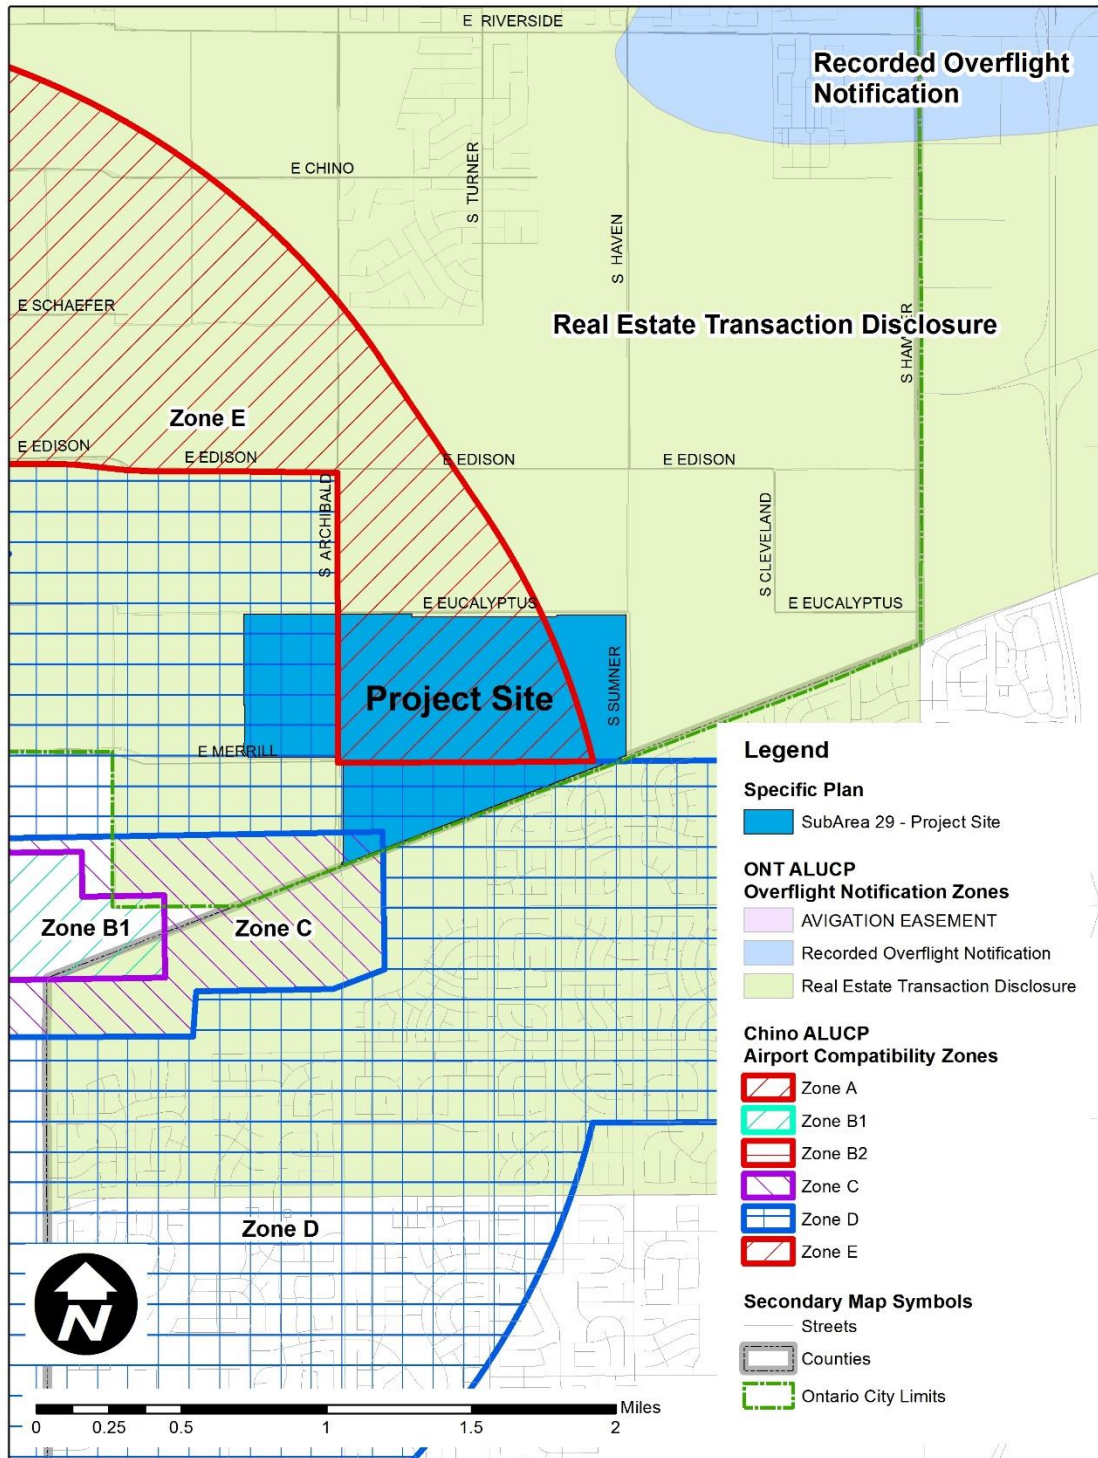 E RIVERSIDE
Recorded Overflight
Notification
E CHINO
S TURNER
S HAVEN
E SCHAEFER
Real Estate Transaction Disclosure
S HAMNER
Zone E
E EDISON
E EDISON
E EDISON
E EDISON
S ARCHIBALD
S CLEVELAND
E EUCALYPTUS
E EUCALYPTUS
Project Site
S SUMNER
E MERRILL
Zone B1
Zone C
Zone D
N
Legend
Specific Plan
SubArea 29 - Project Site
ONT ALUCP
Overflight Notification Zones
AVIGATION EASEMENT
Recorded Overflight Notification
Real Estate Transaction Disclosure
Chino ALUCP
Airport Compatibility Zones
Zone A
Zone B1
Zone B2
Zone C
Zone D
Zone E
Secondary Map Symbols
Streets
Counties
Ontario City Limits
Miles
0 0.25 0.5 1 1.5 2